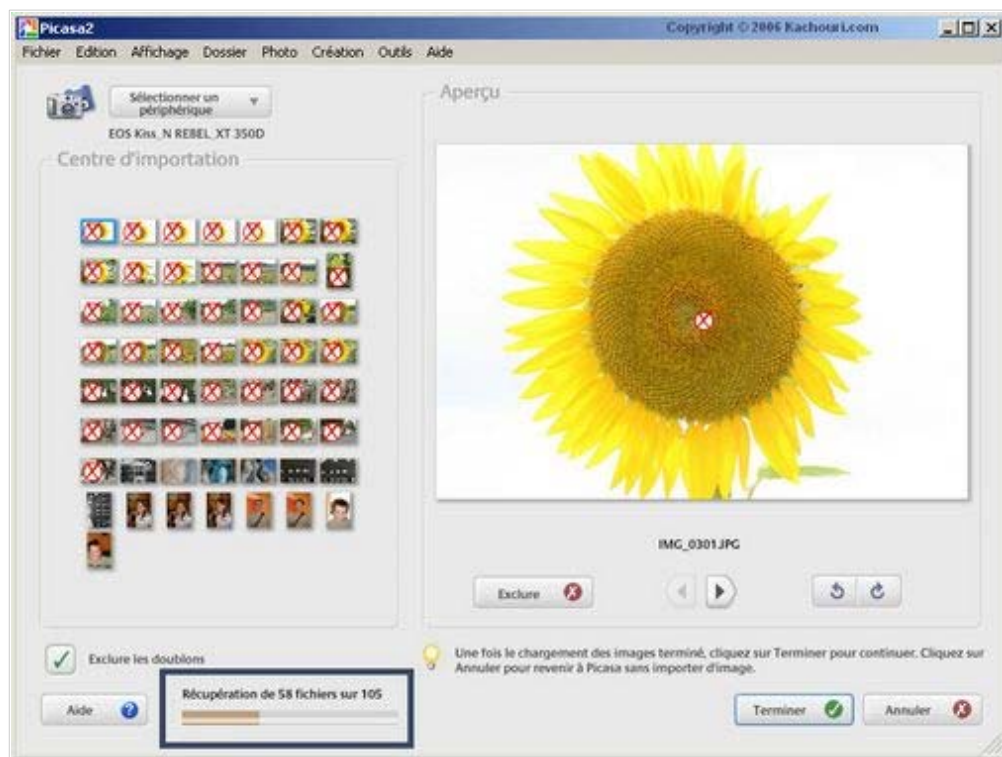 Picasa2
Copyright © 2006 Kachouri.com
Fichier Edition Affichage Dossier Photo Création Outils Aide
Sélectionner un
périphérique
EOS Kiss_N REBEL_XT 350D
Centre d'importation
Aperçu
IMG_0301.JPG
Exclure
Exclure les doublons
Une fois le chargement des images terminé, cliquez sur Terminer pour continuer. Cliquez sur
Annuler pour revenir à Picasa sans importer d'image.
Aide ?
Récupération de 58 fichiers sur 105
Terminer
Annuler